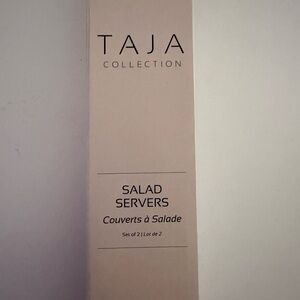 TAJA
COLLECTION
SALAD
SERVERS
Couverts à Salade
Set of 2 | Lot de 2